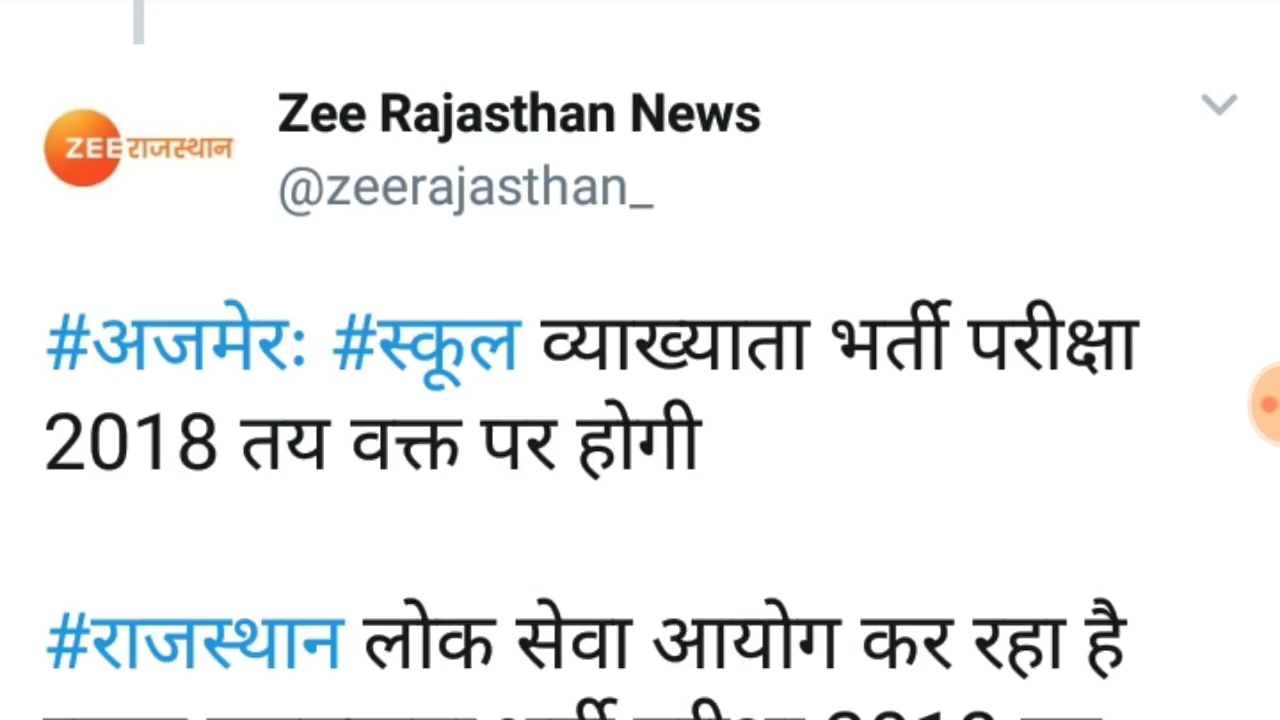 ZEE राजस्थान
Zee Rajasthan News
@zeerajasthan_
#अजमेरः #स्कूल व्याख्याता भर्ती परीक्षा
2018 तय वक्त पर होगी
#राजस्थान लोक सेवा आयोग कर रहा है